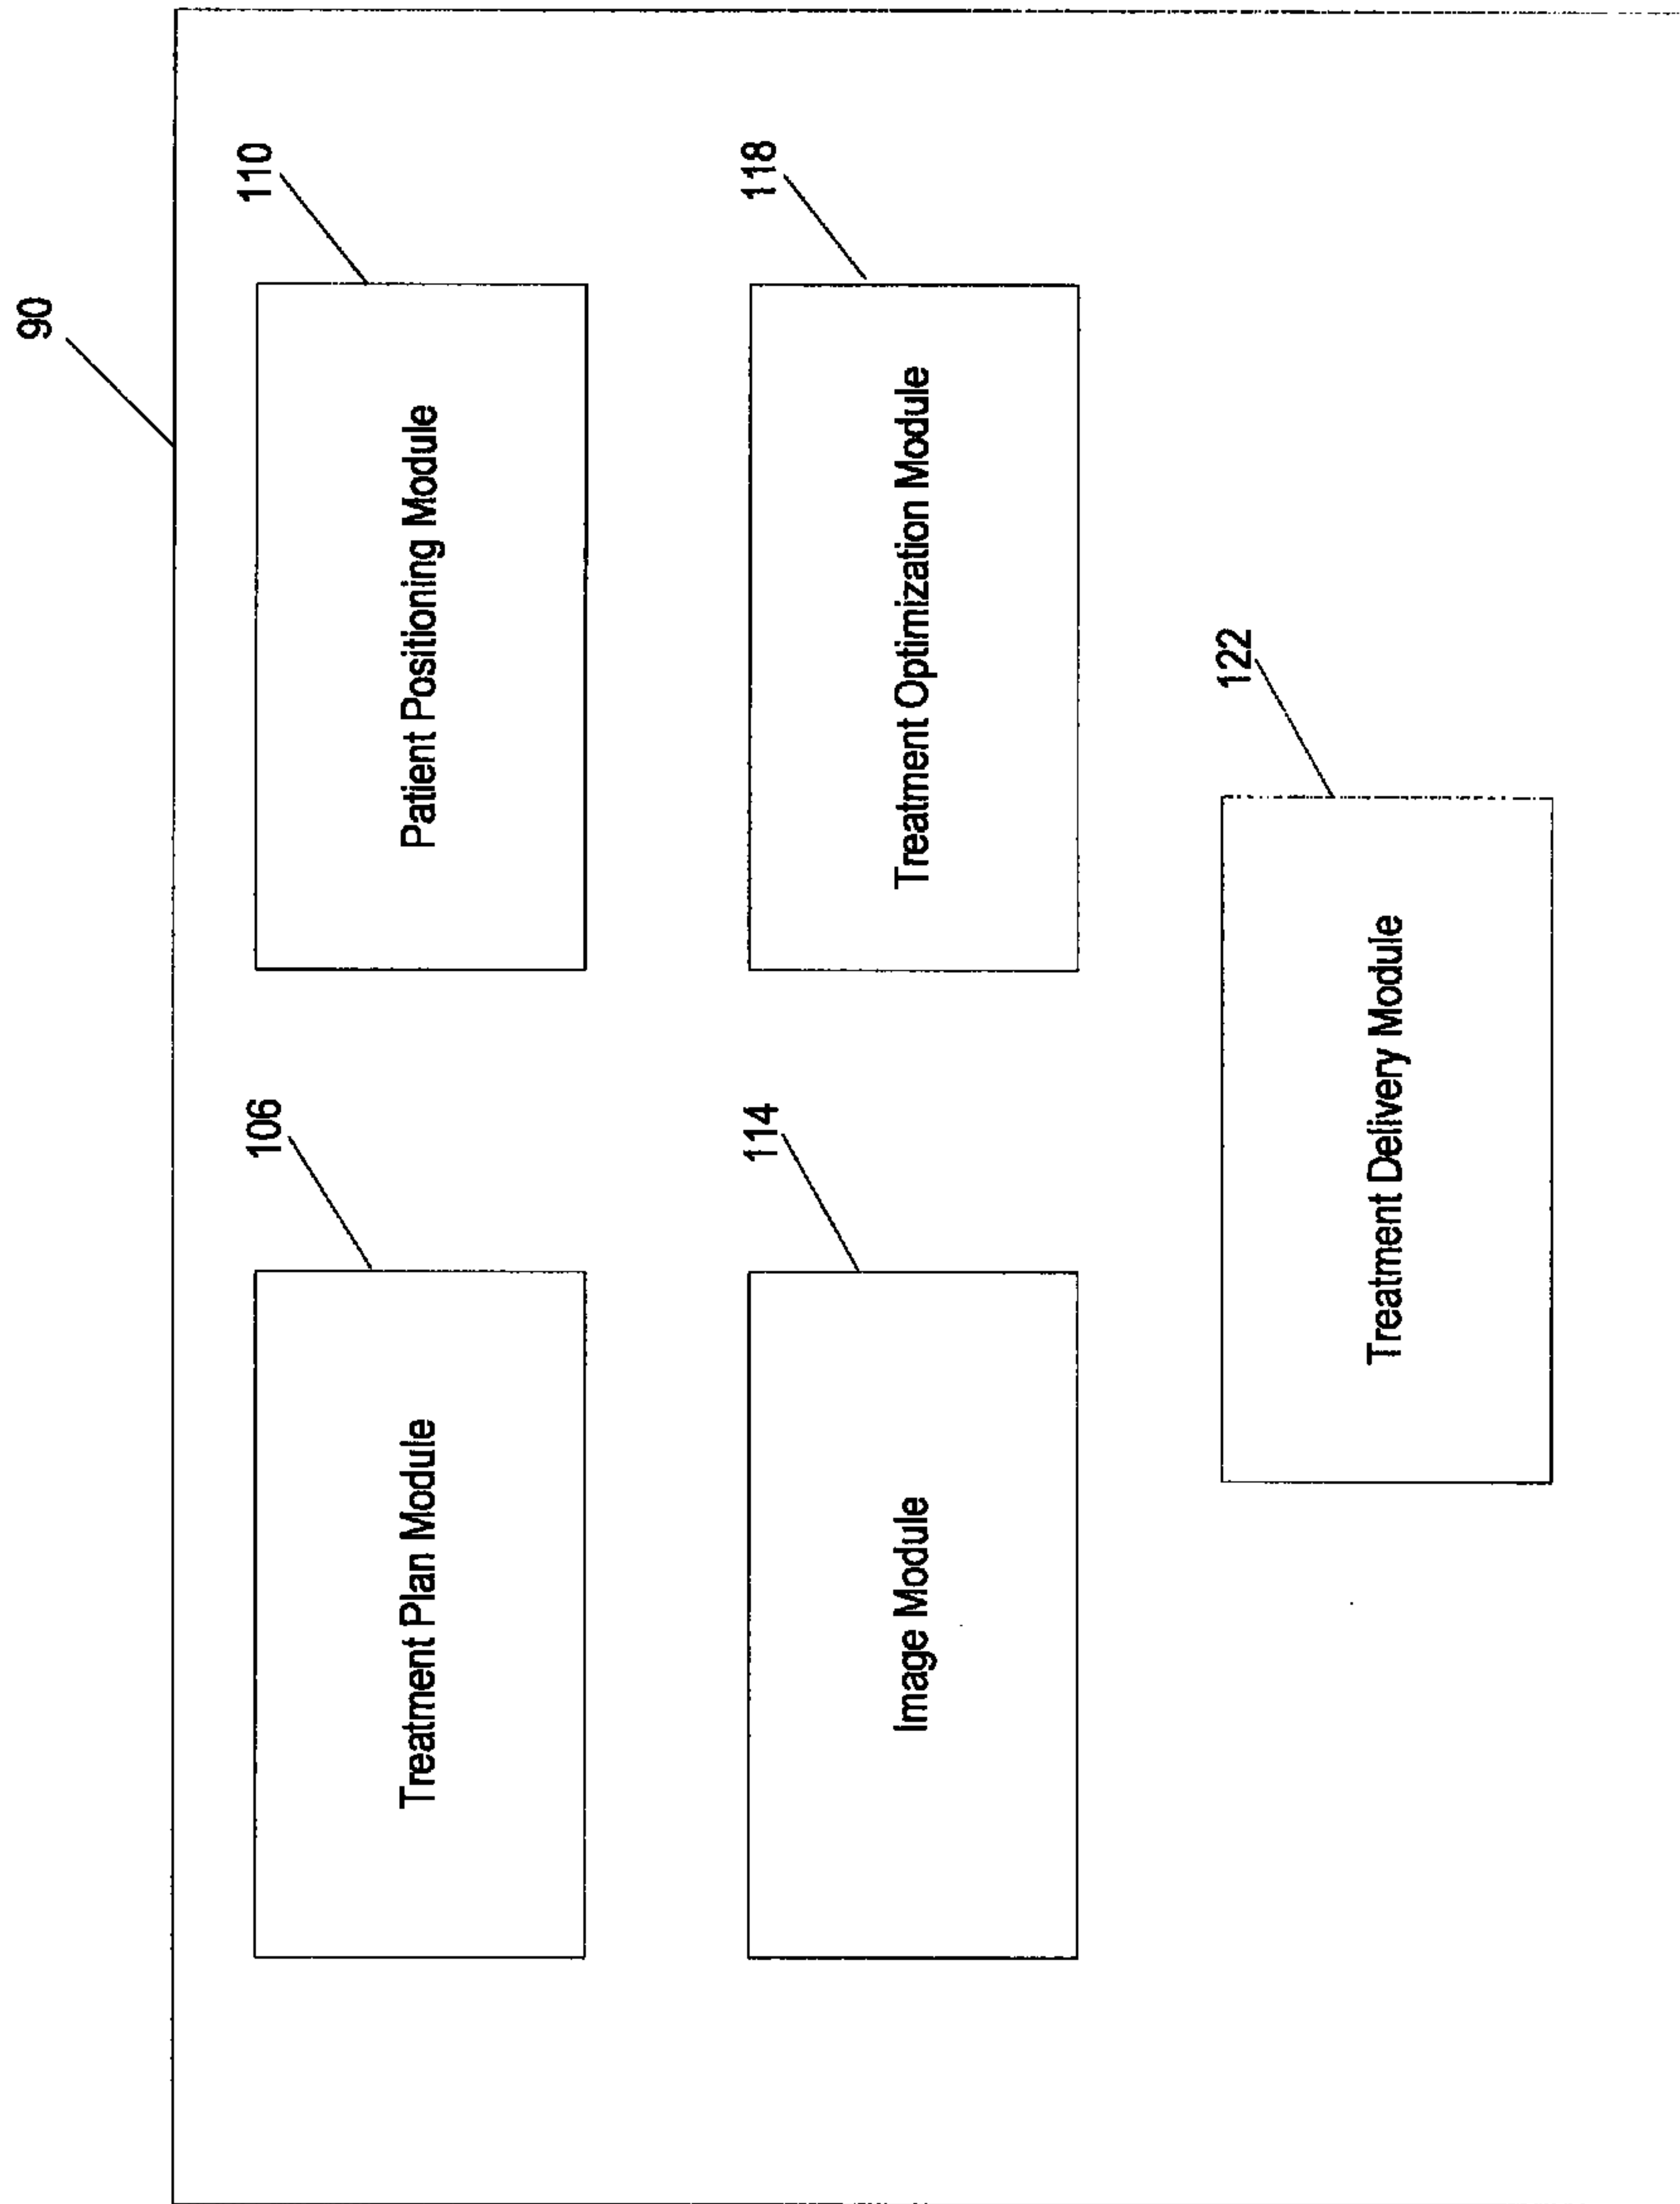 90
106
110
Treatment Plan Module
Patient Positioning Module
114
118
Image Module
Treatment Optimization Module
122
Treatment Delivery Module